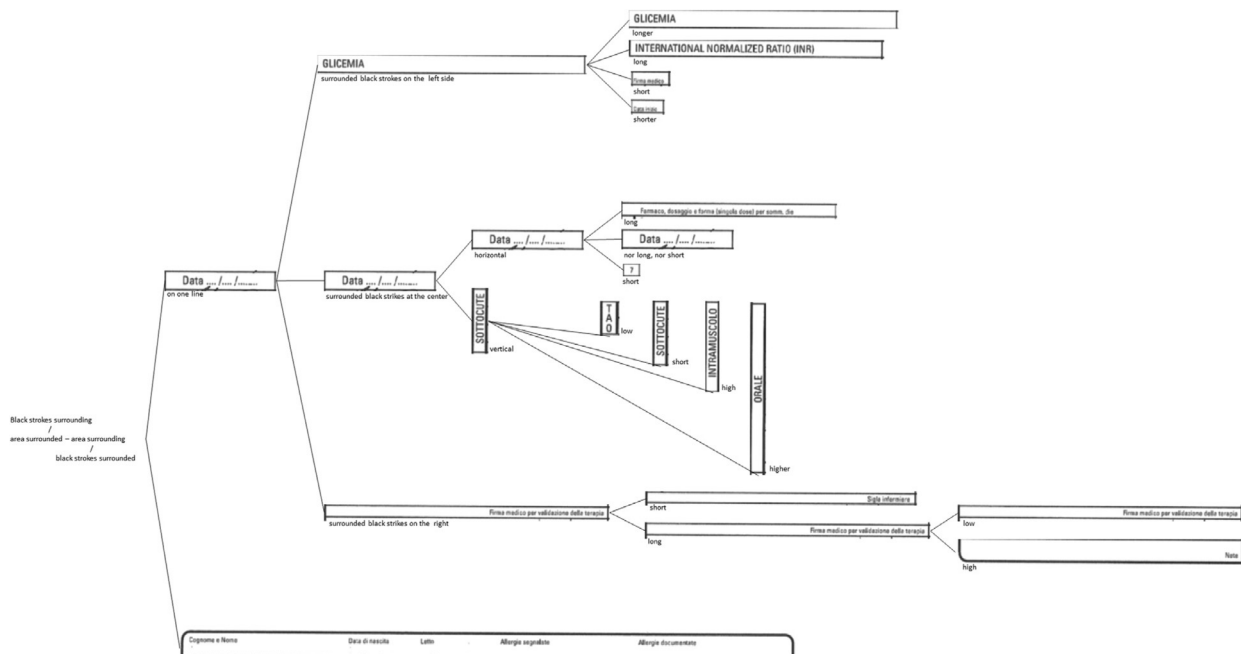 GLICEMIA
longer
INTERNATIONAL NORMALIZED RATIO (INR)
long
Firma medico
short
Data inizio
shorter
GLICEMIA
surrounded black strokes on the left side
Farmaco, dosaggio e forma (singola dose) per somm. die
long
Data .... /.... /........
horizontal
Data .... /.... /........
nor long, nor short
?
short
Data .... /.... /........
on one line
Data .... /.... /........
surrounded black strikes at the center
SOTTOCUTE
vertical
TAO
low
SOTTOCUTE
short
INTRAMUSCOLO
high
ORALE
higher
Black strokes surrounding
/
area surrounded – area surrounding
/
black strokes surrounded
Sigla infermiere
short
Firma medico per validazione della terapia
surrounded black strikes on the right
Firma medico per validazione della terapia
long
Firma medico per validazione della terapia
low
Note
high
Cognome e Nome Data di nascita Letto Allergie segnalate Allergie documentate